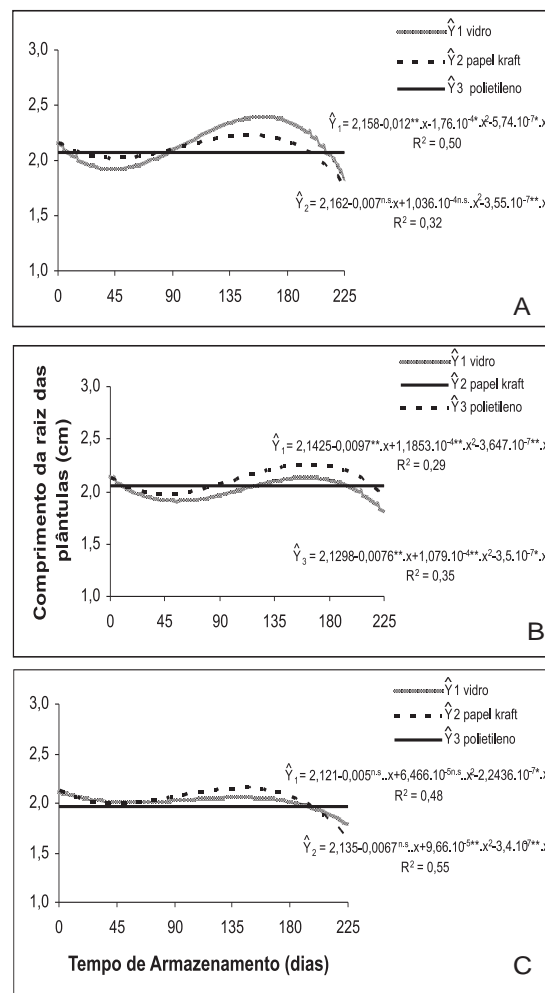 Ŷ1 vidro
Ŷ2 papel kraft
Ŷ3 polietileno
3,0
2,5
2,0
1,5
1,0
Ŷ₁ = 2,158-0,012**.x-1,76.10⁻⁴*.x²-5,74.10⁻⁷*.x
R² = 0,50
Ŷ₂ = 2,162-0,007ⁿ·ˢ·x+1,036.10⁻⁴ⁿ·ˢ·.x²-3,55.10⁻⁷**.x
R² = 0,32
0 45 90 135 180 225
A
Comprimento da raiz das
plântulas (cm)
Ŷ1 vidro
Ŷ2 papel kraft
Ŷ3 polietileno
3,0
2,5
2,0
1,5
1,0
Ŷ₁ = 2,1425-0,0097**.x+1,1853.10⁻⁴**.x²-3,647.10⁻⁷**.x
R² = 0,29
Ŷ₃ = 2,1298-0,0076**.x+1,079.10⁻⁴**.x²-3,5.10⁻⁷*.x
R² = 0,35
0 45 90 135 180 225
B
Ŷ1 vidro
Ŷ2 papel kraft
Ŷ3 polietileno
3,0
2,5
2,0
1,5
1,0
Ŷ₁ = 2,121-0,005ⁿ·ˢ·.x+6,466.10⁻⁵ⁿ·ˢ·.x²-2,2436.10⁻⁷*.x
R² = 0,48
Ŷ₂ = 2,135-0,0067ⁿ·ˢ·.x+9,66.10⁻⁵**.x²-3,4.10⁷**.x
R² = 0,55
0 45 90 135 180 225
Tempo de Armazenamento (dias)
C